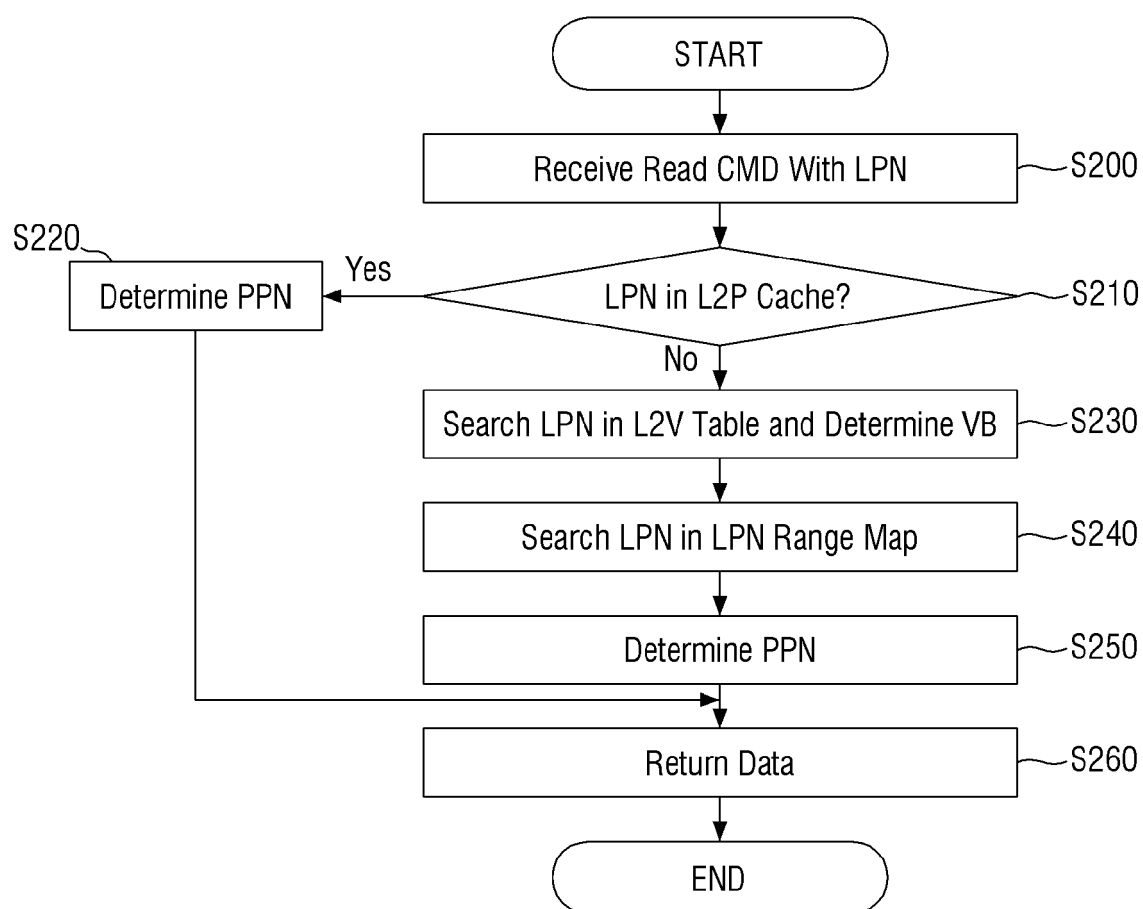 START
Receive Read CMD With LPN
S200
S220
Yes
Determine PPN
LPN in L2P Cache?
S210
No
Search LPN in L2V Table and Determine VB
S230
Search LPN in LPN Range Map
S240
Determine PPN
S250
Return Data
S260
END